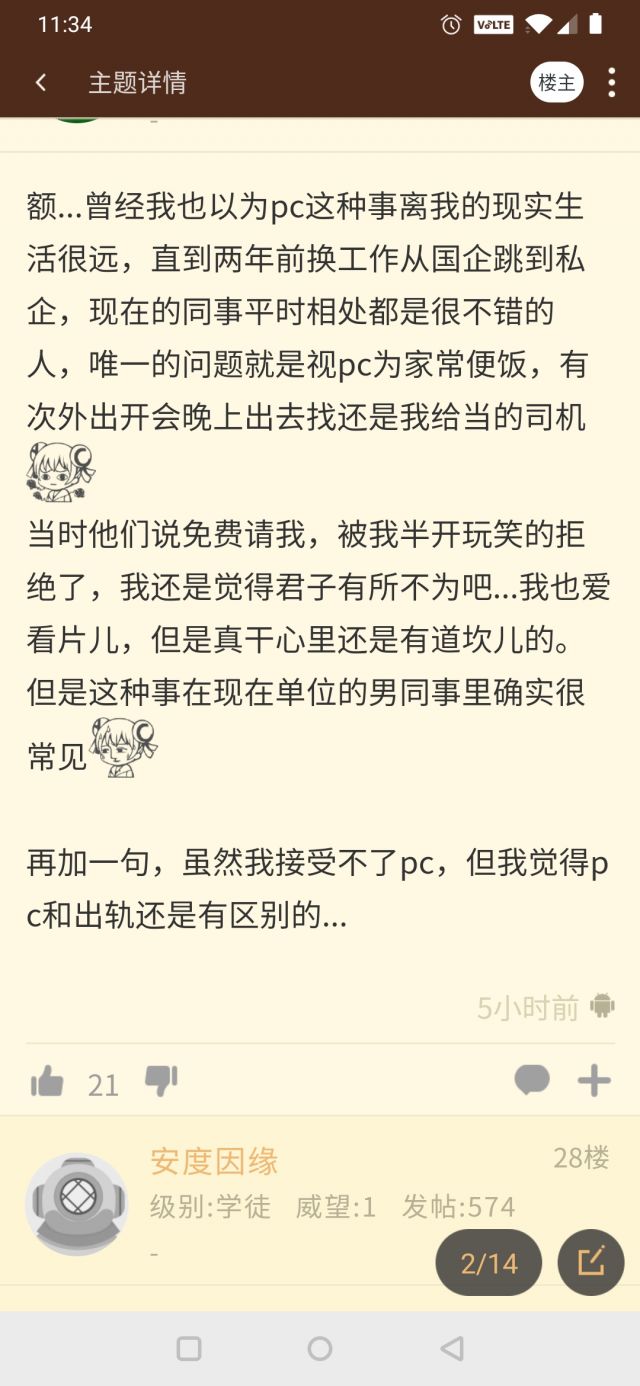 11:34
VoLTE
主题详情
楼主
-
额...曾经我也以为pc这种事离我的现实生
活很远，直到两年前换工作从国企跳到私
企，现在的同事平时相处都是很不错的
人，唯一的问题就是视pc为家常便饭，有
次外出开会晚上出去找还是我给当的司机
当时他们说免费请我，被我半开玩笑的拒
绝了，我还是觉得君子有所不为吧...我也爱
看片儿，但是真干心里还是有道坎儿的。
但是这种事在现在单位的男同事里确实很
常见
再加一句，虽然我接受不了pc，但我觉得p
c和出轨还是有区别的...
5小时前
21
安度因缘
28楼
级别:学徒 威望:1 发帖:574
-
2/14